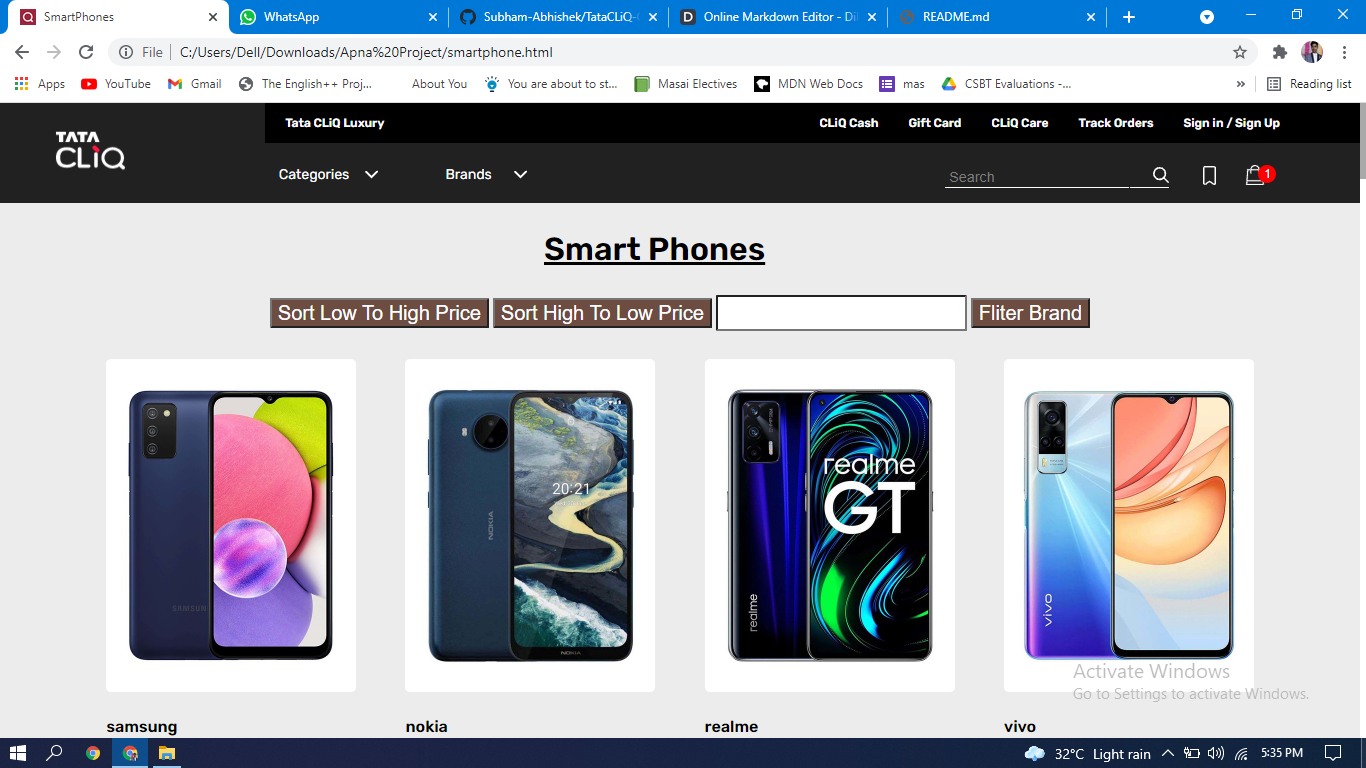 SmartPhones
WhatsApp
Subham-Abhishek/TataCLiQ-
Online Markdown Editor - Di
README.md
File
C:/Users/Dell/Downloads/Apna%20Project/smartphone.html
Apps
YouTube
Gmail
The English++ Proj...
About You
You are about to st...
Masai Electives
MDN Web Docs
mas
CSBT Evaluations -...
»
Reading list
TATA
CLiQ
Tata CLiQ Luxury
CLiQ Cash
Gift Card
CLiQ Care
Track Orders
Sign in / Sign Up
Categories
Brands
Search
1
Smart Phones
Sort Low To High Price
Sort High To Low Price
Fliter Brand
SAMSUN
20:21
NOKIA
NOKIA
realme
GT
realme
vivo
Activate Windows
Go to Settings to activate Windows.
samsung
nokia
realme
vivo
32°C Light rain
5:35 PM